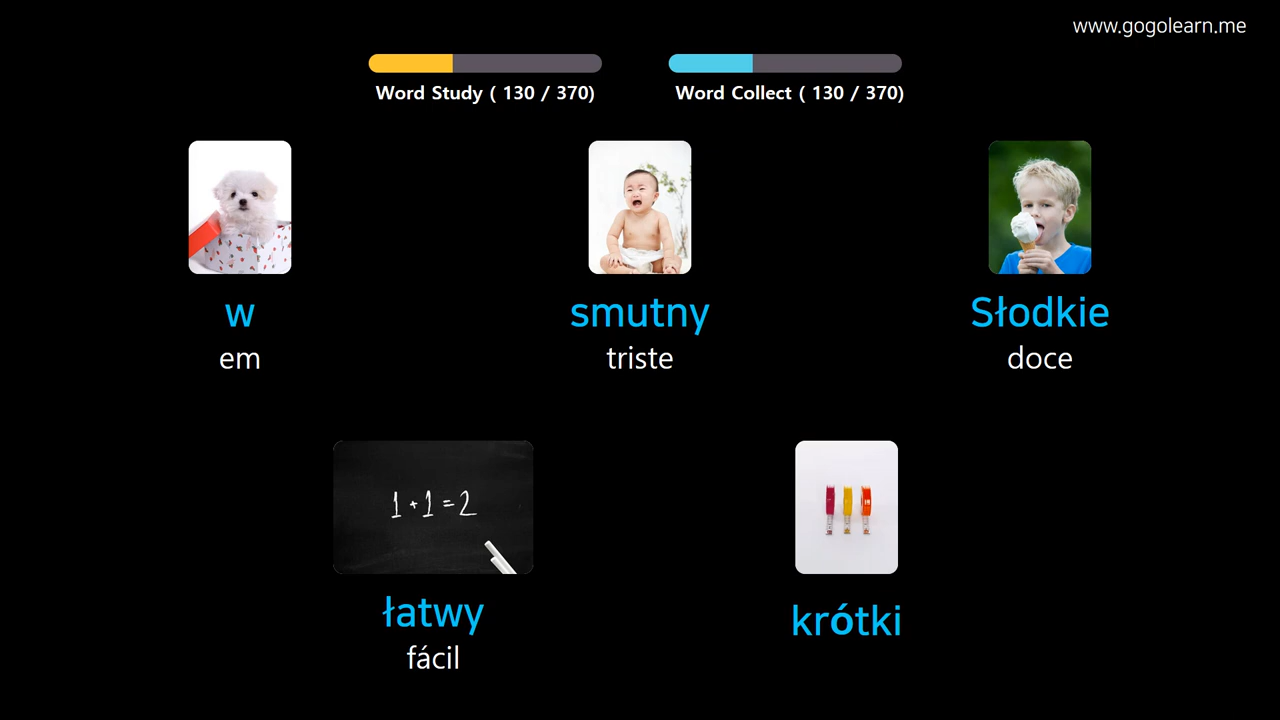 www.gogolearn.me
Word Study ( 130 / 370)
Word Collect ( 130 / 370)
w
em
smutny
triste
Słodkie
doce
1+1=2
łatwy
fácil
krótki